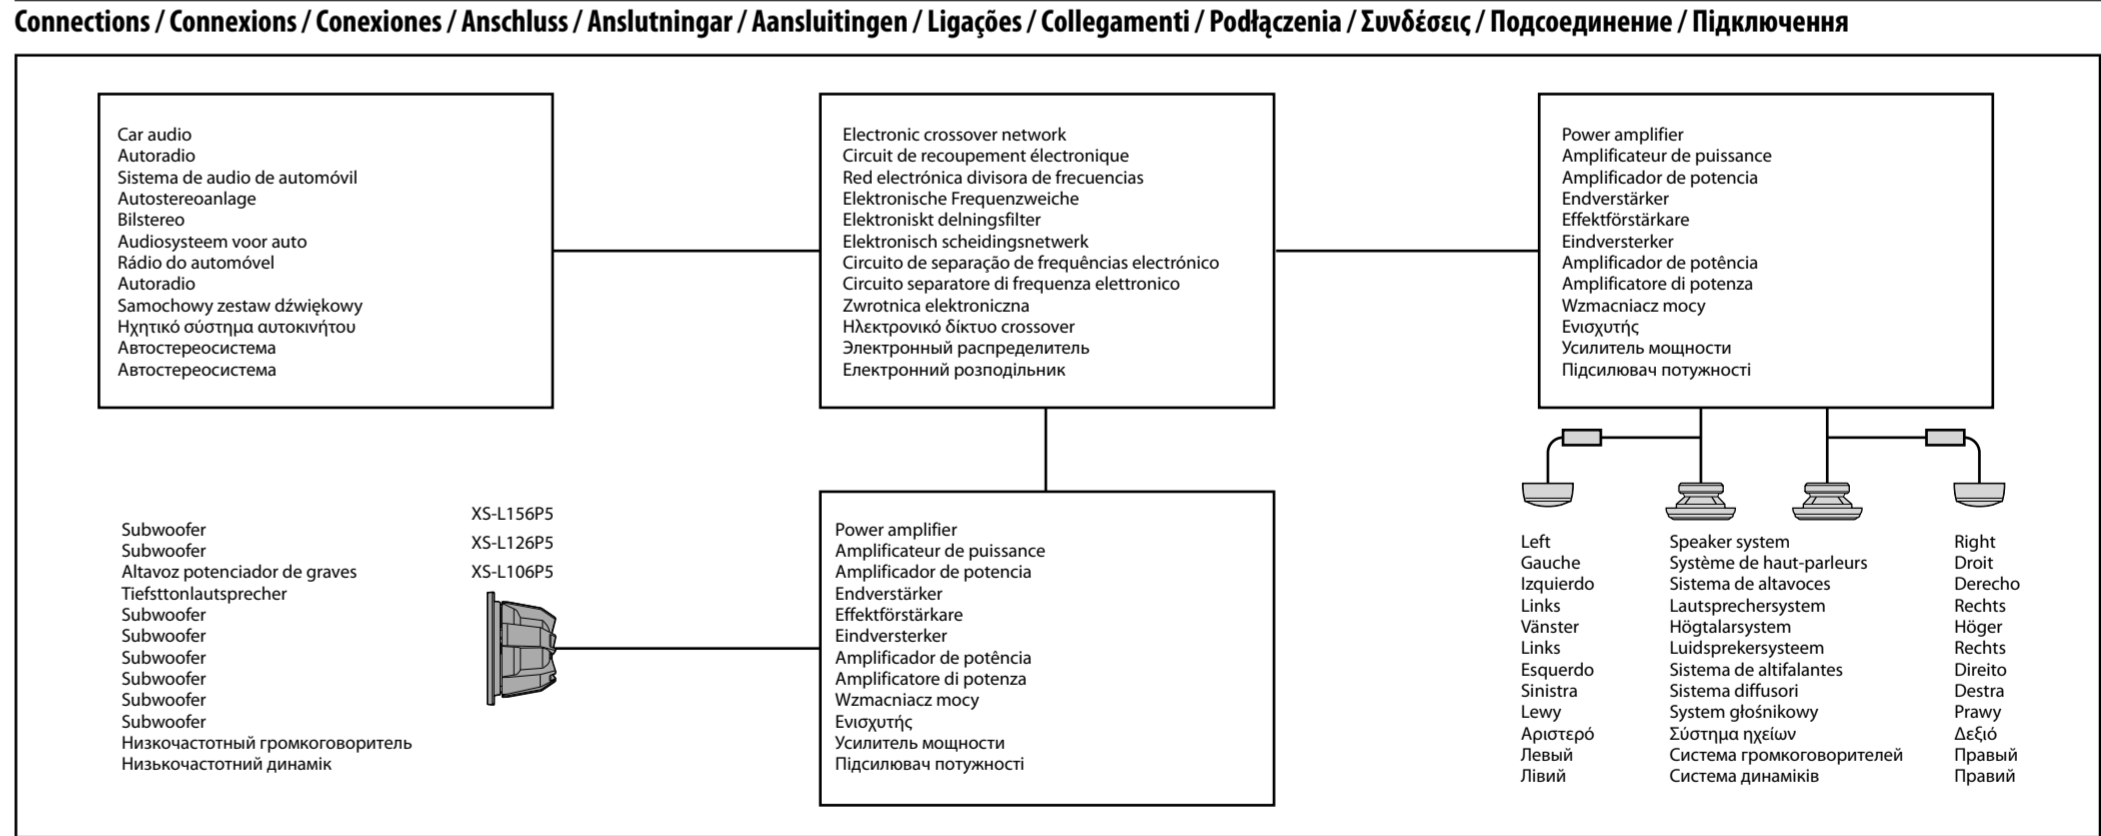 Connections / Connexions / Conexiones / Anschluss / Anslutningar / Aansluitingen / Ligações / Collegamenti / Podłączenia / Συνδέσεις / Подсоединение / Підключення
Car audio
Autoradio
Sistema de audio de automóvil
Autostereoanlage
Bilstereo
Audiosysteem voor auto
Rádio do automóvel
Autoradio
Samochowy zestaw dźwiękowy
Ηχητικό σύστημα αυτοκινήτου
Автостереосистема
Автостереосистема
Electronic crossover network
Circuit de recoupement électronique
Red electrónica divisora de frecuencias
Elektronische Frequenzweiche
Elektroniskt delningsfilter
Elektronisch scheidingsnetwerk
Circuito de separação de frequências electrónico
Circuito separatore di frequenza elettronico
Zwrotnica elektroniczna
Ηλεκτρονικό δίκτυο crossover
Электронный распределитель
Електронний розподільник
Power amplifier
Amplificateur de puissance
Amplificador de potencia
Endverstärker
Effektförstärkare
Eindversterker
Amplificador de potência
Amplificatore di potenza
Wzmacniacz mocy
Ενισχυτής
Усилитель мощности
Підсилювач потужності
Subwoofer
Subwoofer
Altavoz potenciador de graves
Tiefsttonlautsprecher
Subwoofer
Subwoofer
Subwoofer
Subwoofer
Subwoofer
Subwoofer
Низкочастотный громкоговоритель
Низькочастотний динамік
XS-L156P5
XS-L126P5
XS-L106P5
Power amplifier
Amplificateur de puissance
Amplificador de potencia
Endverstärker
Effektförstärkare
Eindversterker
Amplificador de potência
Amplificatore di potenza
Wzmacniacz mocy
Ενισχυτής
Усилитель мощности
Підсилювач потужності
Left
Gauche
Izquierdo
Links
Vänster
Links
Esquerdo
Sinistra
Lewy
Αριστερό
Левый
Лівий
Speaker system
Système de haut-parleurs
Sistema de altavoces
Lautsprechersystem
Högtalarsystem
Luidsprekersysteem
Sistema de altifalantes
Sistema diffusori
System głośnikowy
Σύστημα ηχείων
Система громкоговорителей
Система динаміків
Right
Droit
Derecho
Rechts
Höger
Rechts
Direito
Destra
Prawy
Δεξιό
Правый
Правий